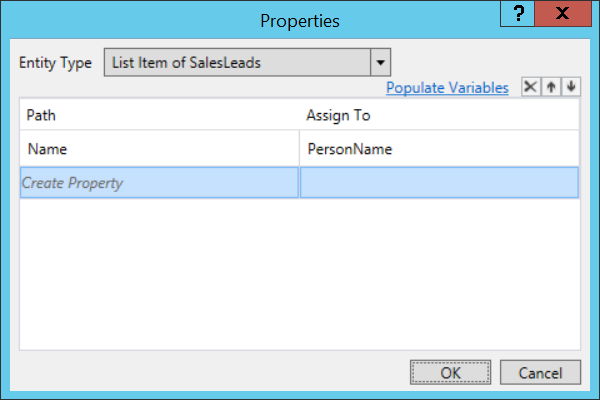 Properties
? X
Entity Type List Item of SalesLeads
Populate Variables
Path Assign To
Name PersonName
Create Property
OK Cancel